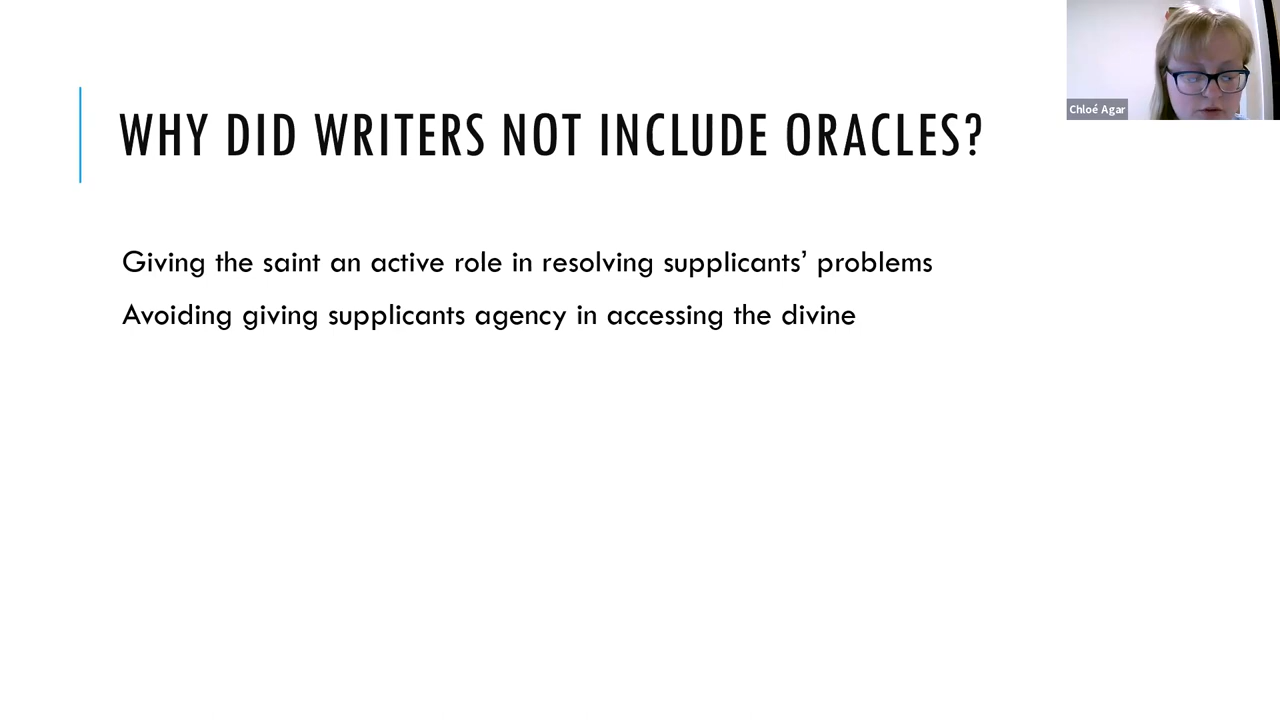 WHY DID WRITERS NOT INCLUDE ORACLES?
Giving the saint an active role in resolving supplicants’ problems
Avoiding giving supplicants agency in accessing the divine
Chloé Agar